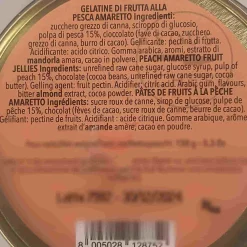 GELATINE DI FRUTTA ALLA
PESCA AMARETTO Ingredienti:
zucchero grezzo di canna, sciroppo di glucosio,
polpa di pesca 15%, cioccolato (fave di cacao, zucchero
grezzo di canna, burro di cacao). Gelificante: pectina di frutta.
Acidificante: acido citrico. Gomma arabica, aromi, estratto di
mandorla amara, cacao in polvere. PEACH AMARETTO FRUIT
JELLIES Ingredients: unrefined raw cane sugar, glucose syrup, pulp of
peach 15%, chocolate (cocoa beans, unrefined raw cane sugar, cocoa
butter). Gelling agent: fruit pectin. Acidifier: citric acid. Arabic gum, flavours,
bitter almond extract, cocoa powder. PÂTES DE FRUITS À LA PÊCHE
AMARETTO Ingrédients: sucre roux de canne, sirop de glucose, pulpe de
pêche 15%, chocolat (fèves de cacao, sucre roux de canne, beurre de cacao).
Gélifiant: pectine de fruits. Acidifiant : acide citrique. Gomme arabique, arômes
extrait d'amande amère, cacao en poudre.
8 005028 128752